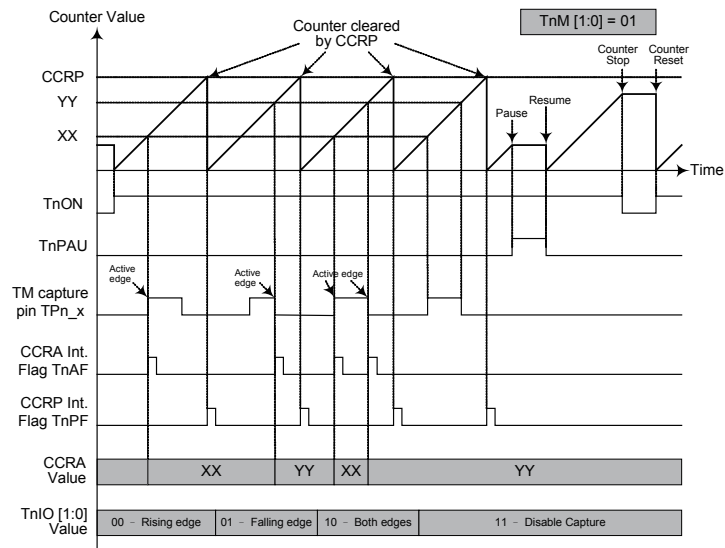 Counter Value
Counter cleared
by CCRP
TnM [1:0] = 01
Counter
Stop
Counter
Reset
CCRP
YY
XX
Pause
Resume
Time
TnON
TnPAU
Active
edge
Active
edge
Active edge
TM capture
pin TPn_x
CCRA Int.
Flag TnAF
CCRP Int.
Flag TnPF
CCRA
Value
XX
YY
XX
YY
TnIO [1:0]
Value
00 – Rising edge
01 – Falling edge
10 – Both edges
11 – Disable Capture